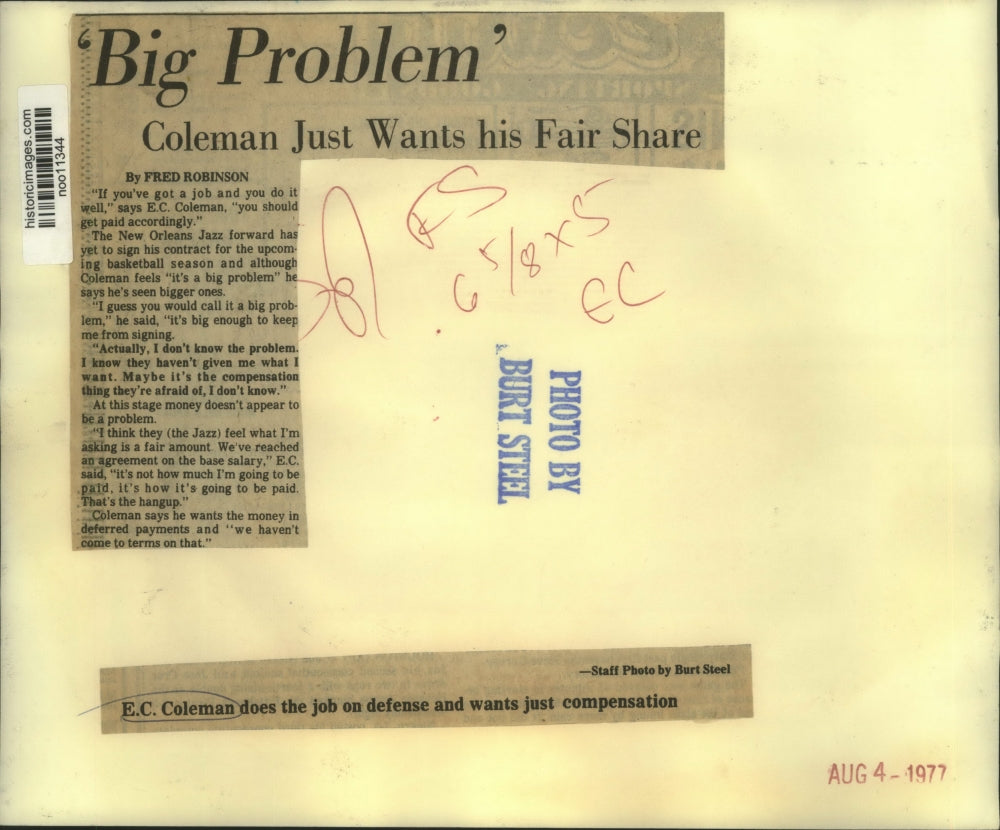 ‘Big Problem’
Coleman Just Wants his Fair Share
historicimages.com
noo11344
By FRED ROBINSON
“If you've got a job and you do it
well,” says E.C. Coleman, “you should
get paid accordingly.”
The New Orleans Jazz forward has
yet to sign his contract for the upcom-
ing basketball season and although
Coleman feels “it's a big problem” he
says he's seen bigger ones.
“I guess you would call it a big prob-
lem,” he said, “it's big enough to keep
me from signing.
“Actually, I don't know the problem.
I know they haven't given me what I
want. Maybe it's the compensation
thing they're afraid of, I don't know.”
At this stage money doesn't appear to
be a problem.
“I think they (the Jazz) feel what I'm
asking is a fair amount. We've reached
an agreement on the base salary,” E.C.
said, “it's not how much I'm going to be
paid, it's how it's going to be paid.
That's the hangup.”
Coleman says he wants the money in
deferred payments and “we haven't
come to terms on that.”
6 5/8 x 5
EC
PHOTO BY
BURT STEEL
—Staff Photo by Burt Steel
E.C. Coleman does the job on defense and wants just compensation
AUG 4 - 1977